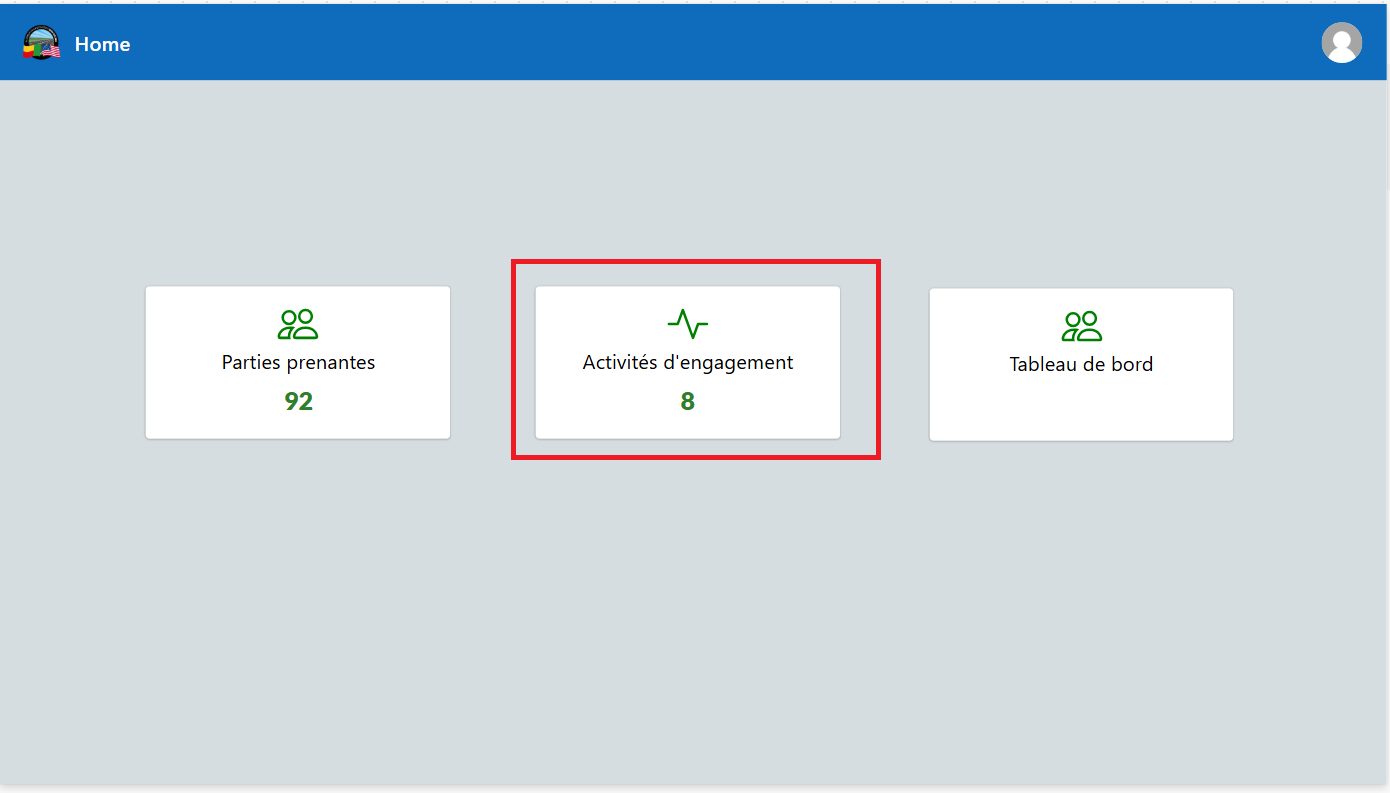 Home
Parties prenantes
92
Activités d'engagement
8
Tableau de bord